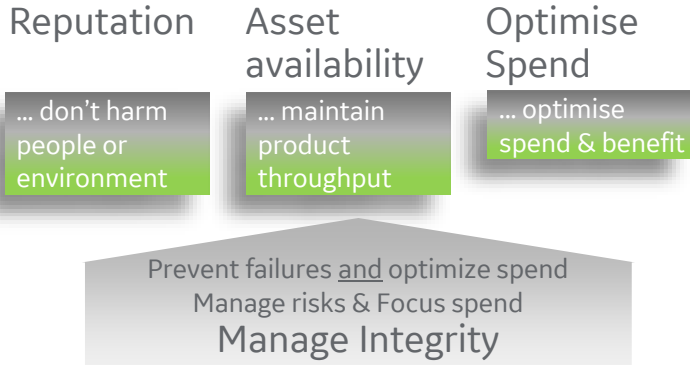 Reputation
Asset
availability
Optimise
Spend
... don't harm
people or
environment
... maintain
product
throughput
... optimise
spend & benefit
Prevent failures and optimize spend
Manage risks & Focus spend
Manage Integrity